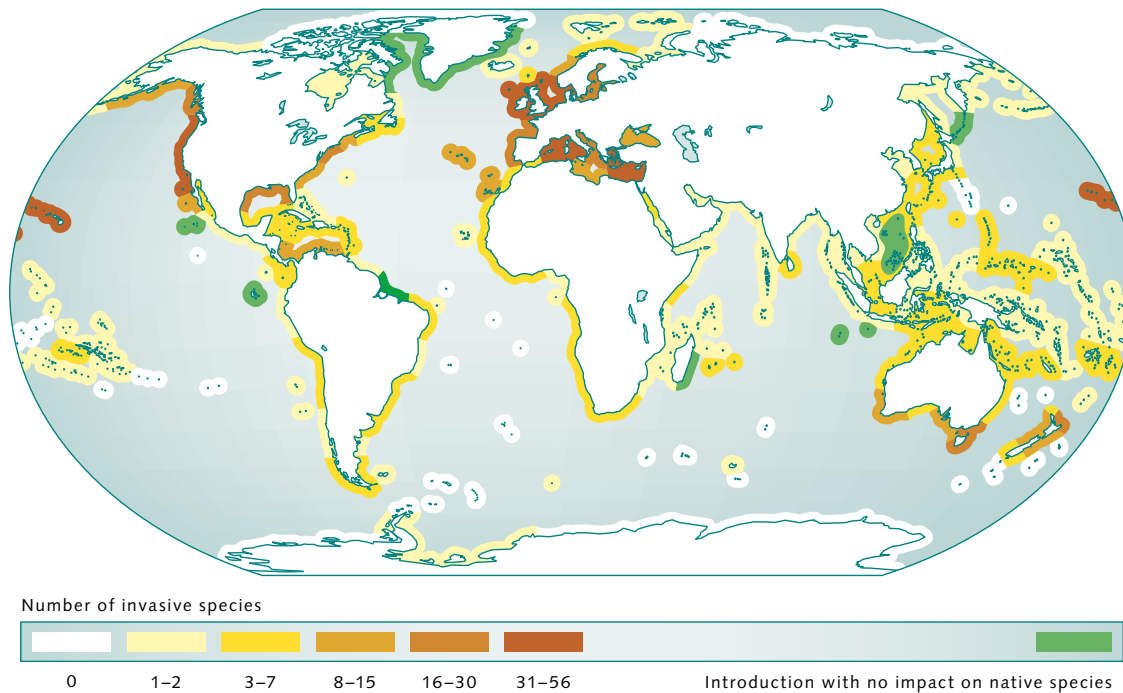 Number of invasive species
0 1–2 3–7 8–15 16–30 31–56 Introduction with no impact on native species